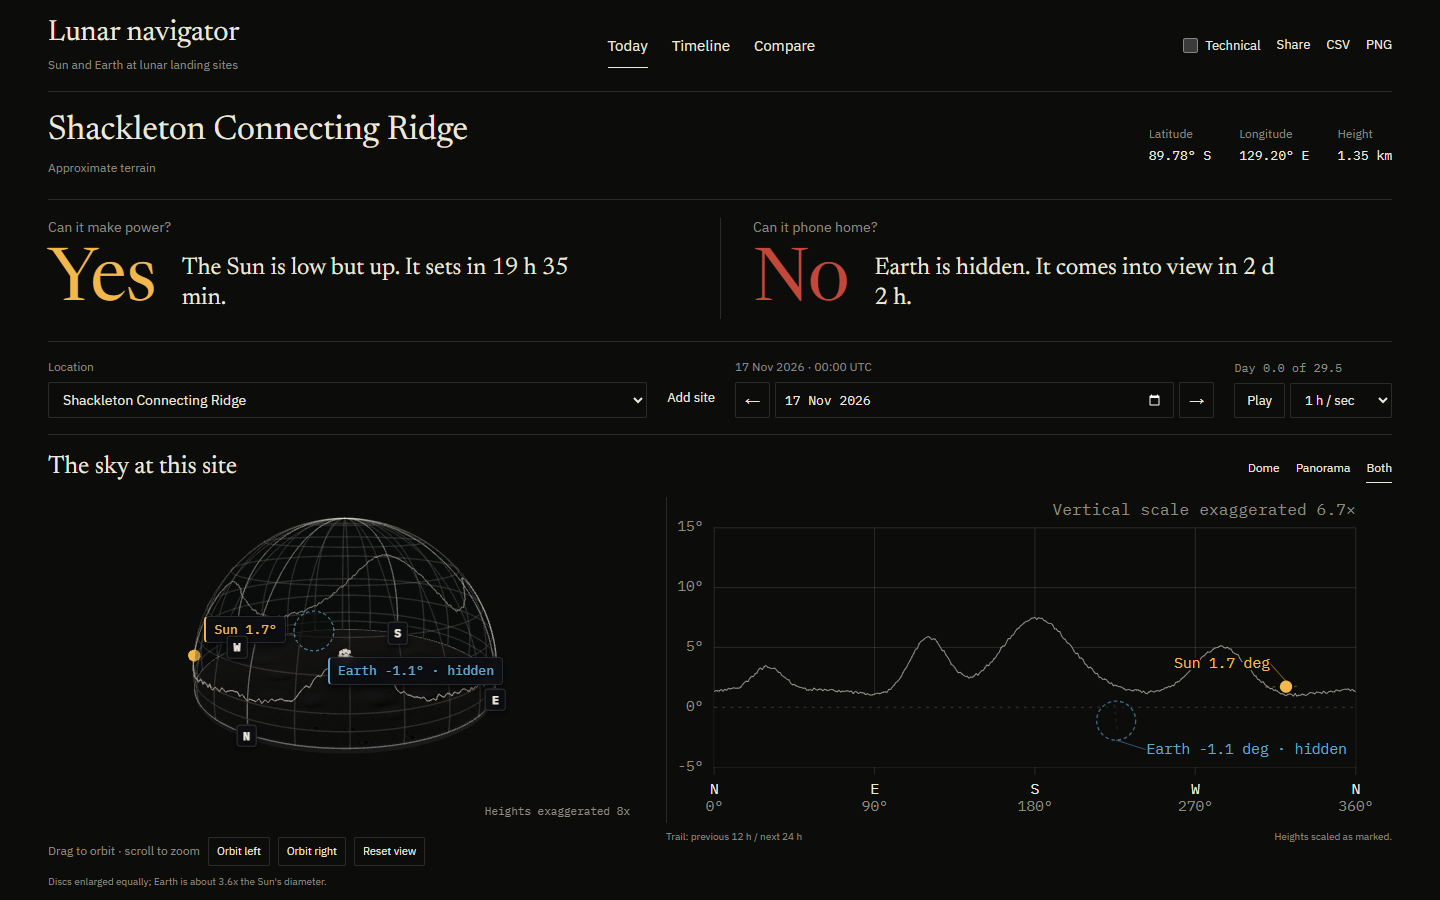 Lunar navigator
Sun and Earth at lunar landing sites
Today Timeline Compare
Technical Share CSV PNG
Shackleton Connecting Ridge
Approximate terrain
Latitude Longitude Height
89.78° S 129.20° E 1.35 km
Can it make power?
Yes
The Sun is low but up. It sets in 19 h 35
min.
Can it phone home?
No
Earth is hidden. It comes into view in 2 d
2 h.
Location
Shackleton Connecting Ridge
Add site
17 Nov 2026 · 00:00 UTC
← 17 Nov 2026 →
Day 0.0 of 29.5
Play 1 h / sec
The sky at this site
Dome Panorama Both
Sun 1.7°
W
S
Earth -1.1° · hidden
E
N
Heights exaggerated 8x
Drag to orbit · scroll to zoom Orbit left Orbit right Reset view
Discs enlarged equally; Earth is about 3.6x the Sun's diameter.
Vertical scale exaggerated 6.7×
15°
10°
5°
0°
-5°
Sun 1.7 deg
Earth -1.1 deg · hidden
N E S W N
0° 90° 180° 270° 360°
Trail: previous 12 h / next 24 h
Heights scaled as marked.